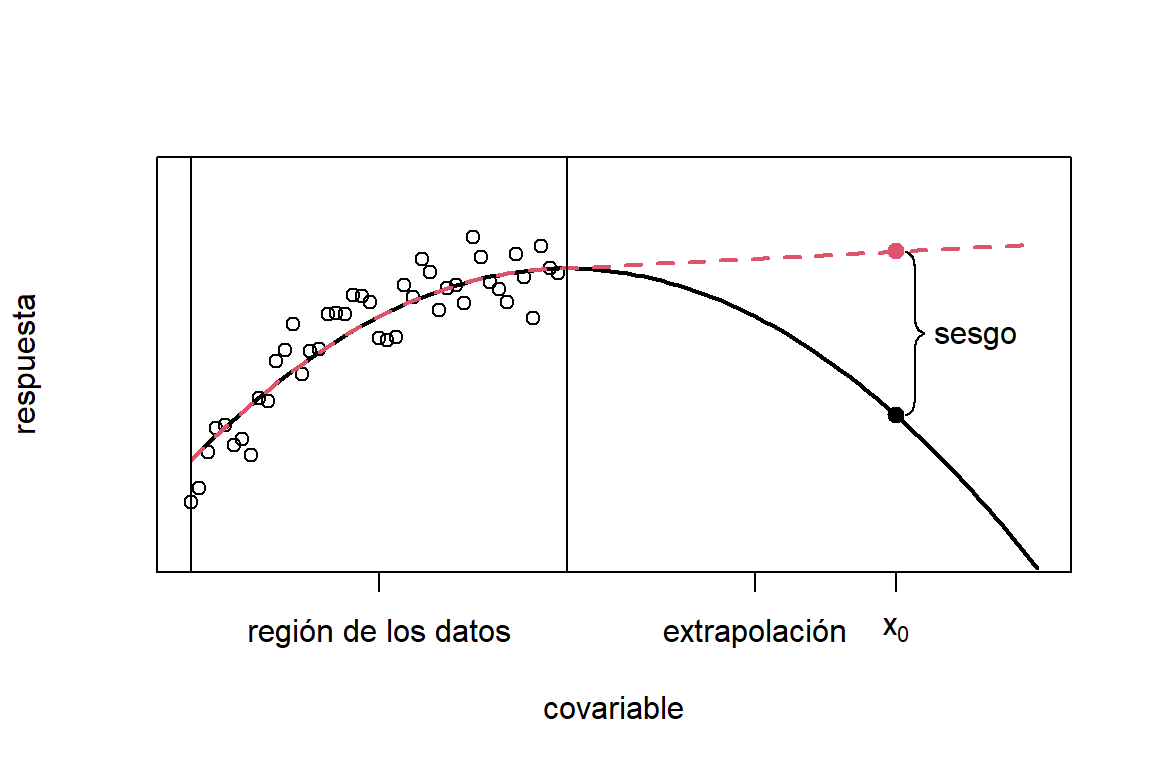 respuesta
sesgo
región de los datos
extrapolación
x₀
covariable